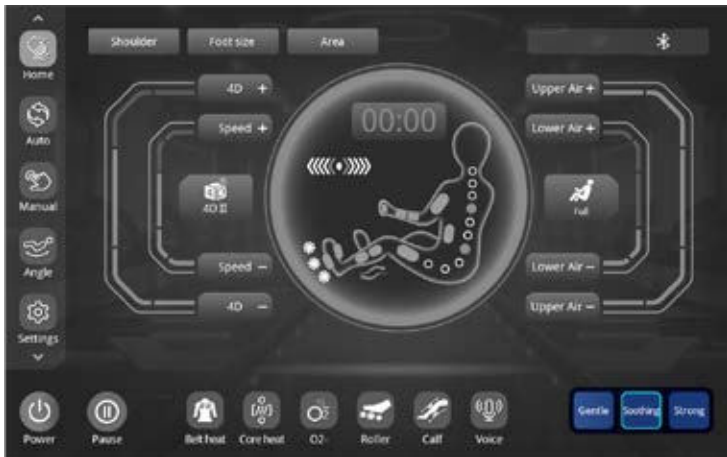 Shoulder
Foot size
Area
Home
Auto
Manual
Angle
Settings
4D +
Speed +
4D II
Speed −
4D −
00:00
Upper Air +
Lower Air +
Full
Lower Air −
Upper Air −
Power
Pause
Belt heat
Core heat
O2-
Roller
Calf
Voice
Gentle
Soothing
Strong